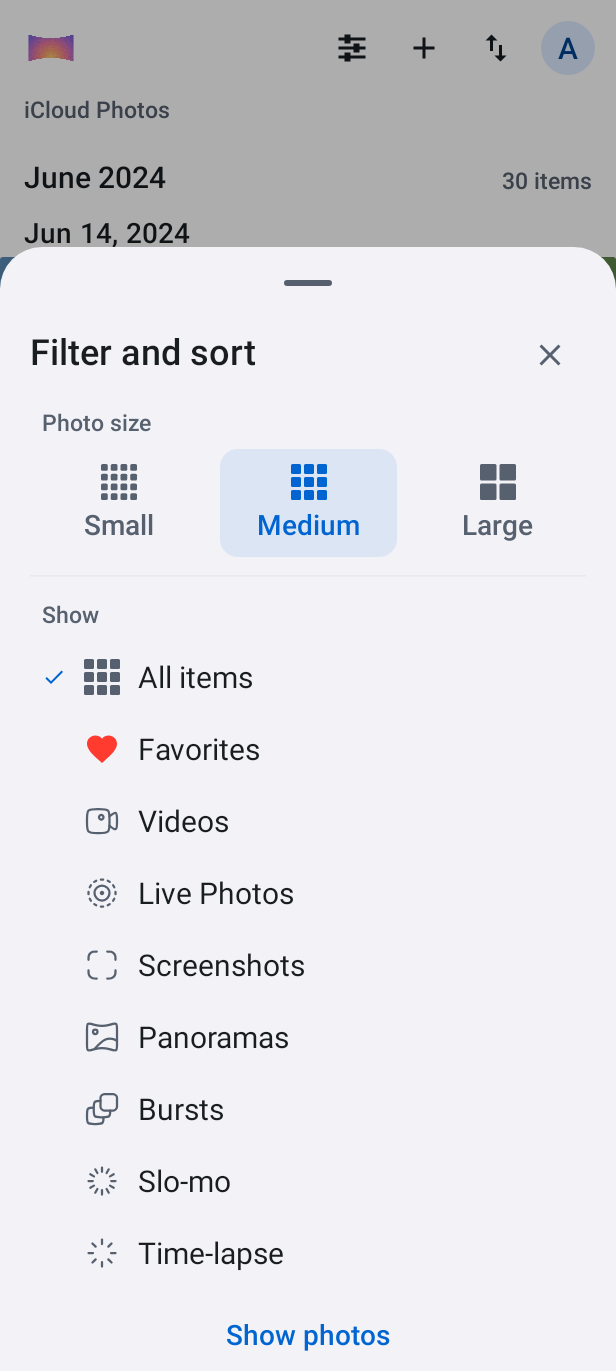 A
iCloud Photos
June 2024
30 items
Jun 14, 2024
Filter and sort
Photo size
Small
Medium
Large
Show
All items
Favorites
Videos
Live Photos
Screenshots
Panoramas
Bursts
Slo-mo
Time-lapse
Show photos